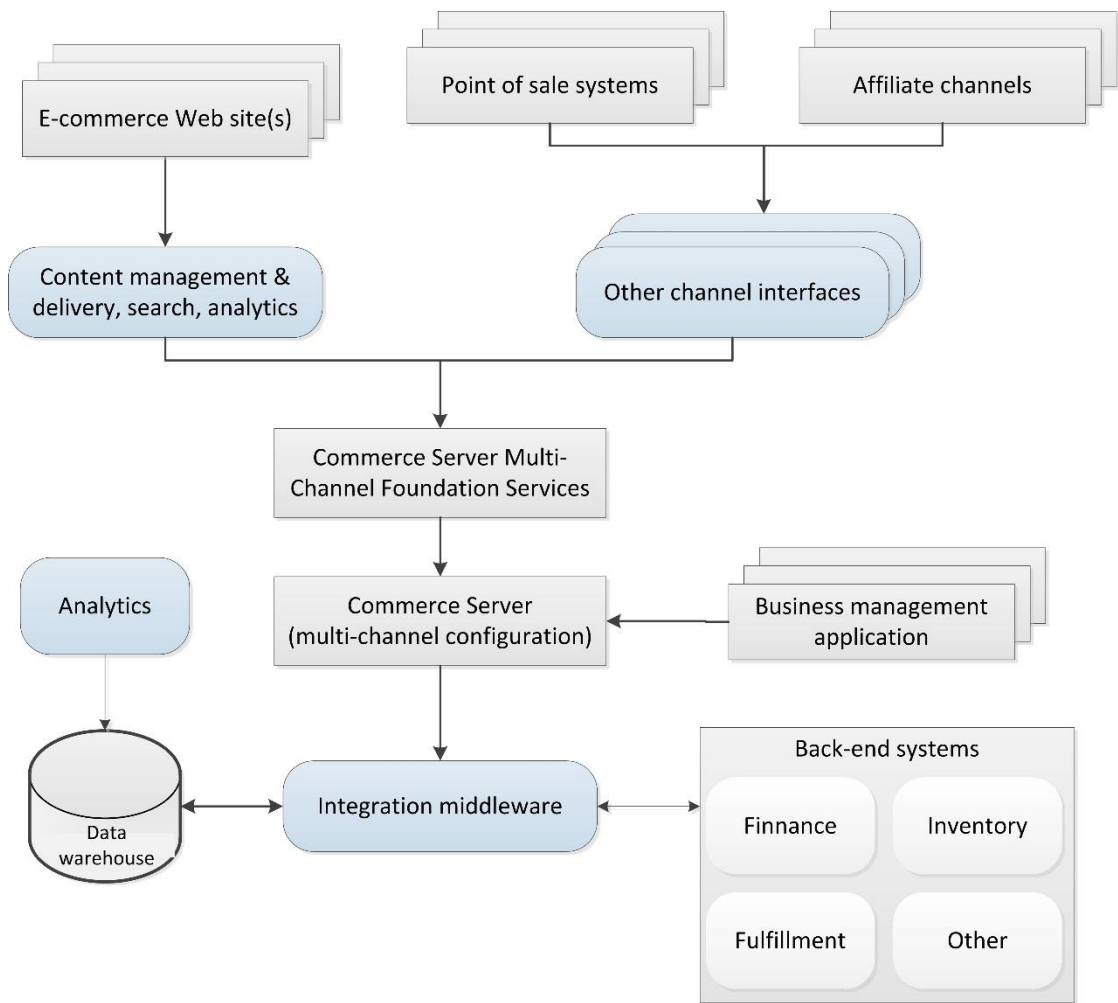 Point of sale systems
Affiliate channels
E-commerce Web site(s)
Content management &
delivery, search, analytics
Other channel interfaces
Commerce Server Multi-
Channel Foundation Services
Analytics
Commerce Server
(multi-channel configuration)
Business management
application
Back-end systems
Data
warehouse
Integration middleware
Finnance
Inventory
Fulfillment
Other